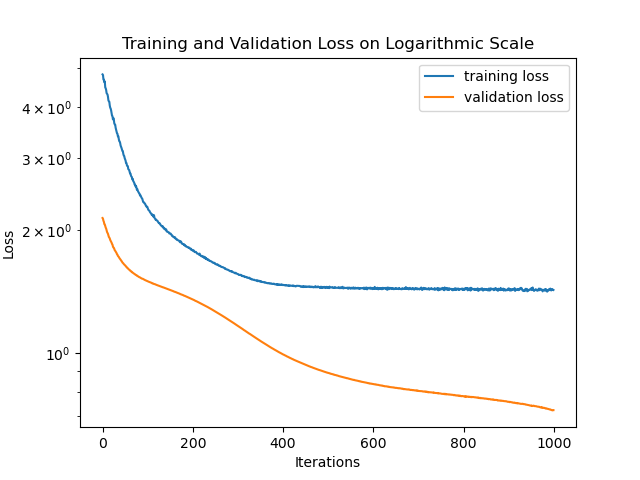 Training and Validation Loss on Logarithmic Scale
training loss
validation loss
4 × 10⁰
3 × 10⁰
2 × 10⁰
10⁰
Loss
0 200 400 600 800 1000
Iterations